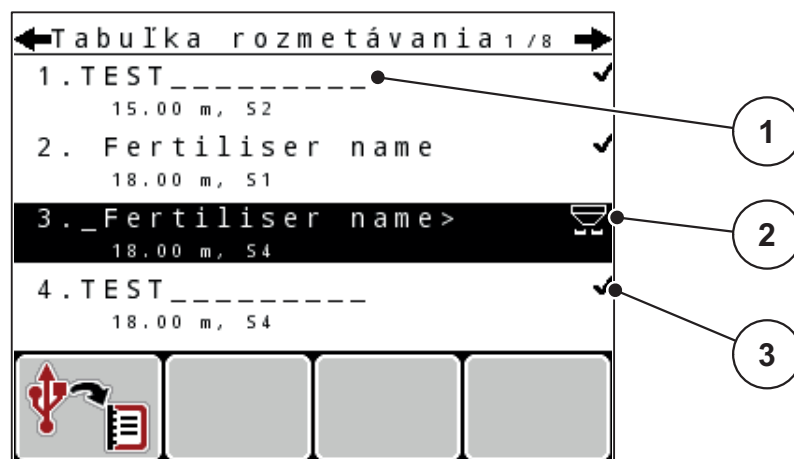 Tabuľka rozmetávania 1/8
1.TEST_________
15.00 m, S2
1
2. Fertiliser name
18.00 m, S1
3._Fertiliser name>
18.00 m, S4
2
4.TEST_________
18.00 m, S4
3